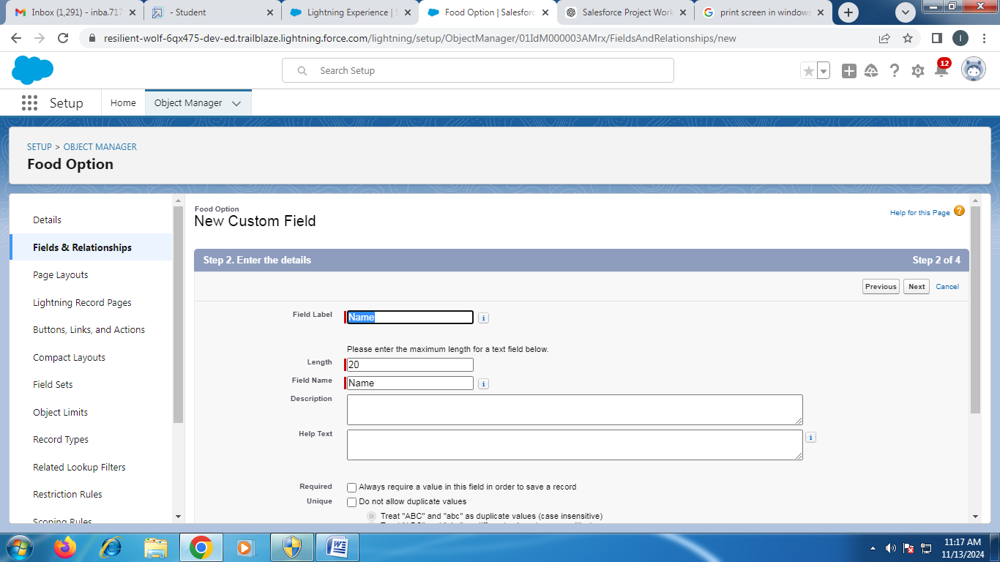 Inbox (1,291) - inba.717
- Student
Lightning Experience | S
Food Option | Salesforc
Salesforce Project Work
print screen in windows
resilient-wolf-6qx475-dev-ed.trailblaze.lightning.force.com/lightning/setup/ObjectManager/01IdM000003AMrx/FieldsAndRelationships/new
I
Search Setup
12
Setup
Home
Object Manager
SETUP > OBJECT MANAGER
Food Option
Details
Fields & Relationships
Page Layouts
Lightning Record Pages
Buttons, Links, and Actions
Compact Layouts
Field Sets
Object Limits
Record Types
Related Lookup Filters
Restriction Rules
Scoping Rules
Food Option
New Custom Field
Help for this Page
Step 2. Enter the details
Step 2 of 4
Previous
Next
Cancel
Field Label
Name
Please enter the maximum length for a text field below.
Length
20
Field Name
Name
Description
Help Text
Required
Always require a value in this field in order to save a record
Unique
Do not allow duplicate values
Treat "ABC" and "abc" as duplicate values (case insensitive)
11:17 AM
11/13/2024